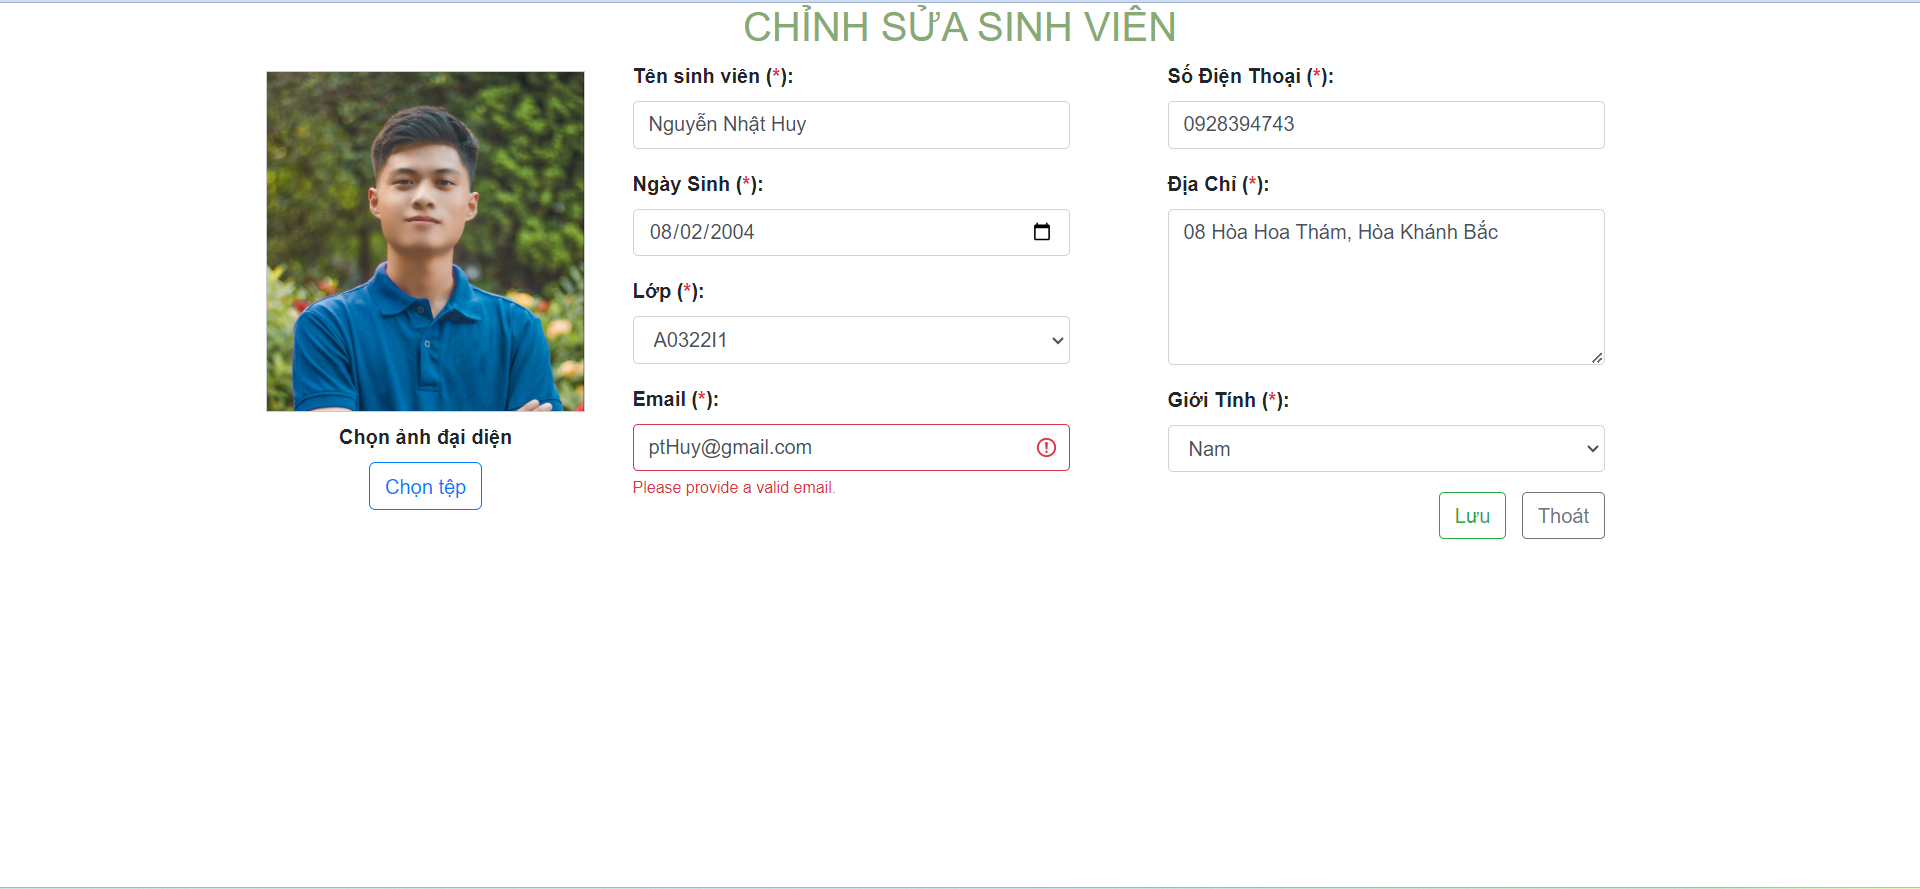 CHỈNH SỬA SINH VIÊN
Chọn ảnh đại diện
Chọn tệp
Tên sinh viên (*):
Nguyễn Nhật Huy
Ngày Sinh (*):
08/02/2004
Lớp (*):
A0322I1
Email (*):
ptHuy@gmail.com
Please provide a valid email.
Số Điện Thoại (*):
0928394743
Địa Chỉ (*):
08 Hòa Hoa Thám, Hòa Khánh Bắc
Giới Tính (*):
Nam
Lưu
Thoát